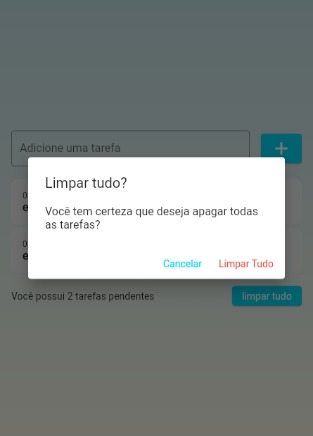 Adicione uma tarefa
+
Limpar tudo?
Você tem certeza que deseja apagar todas
as tarefas?
Cancelar Limpar Tudo
Você possui 2 tarefas pendentes
limpar tudo